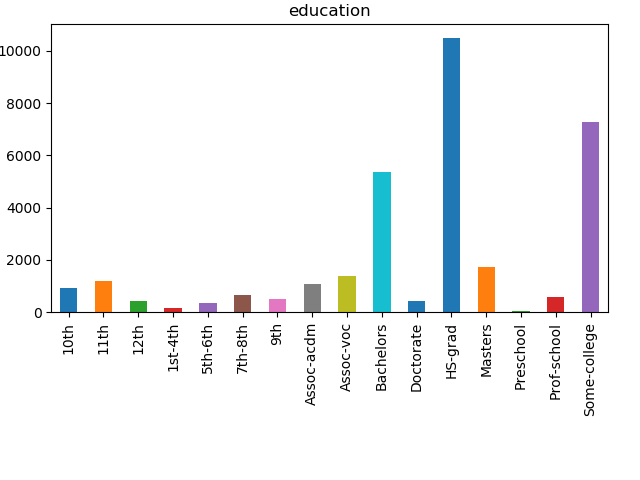 education
10000
8000
6000
4000
2000
0
10th
11th
12th
1st-4th
5th-6th
7th-8th
9th
Assoc-acdm
Assoc-voc
Bachelors
Doctorate
HS-grad
Masters
Preschool
Prof-school
Some-college